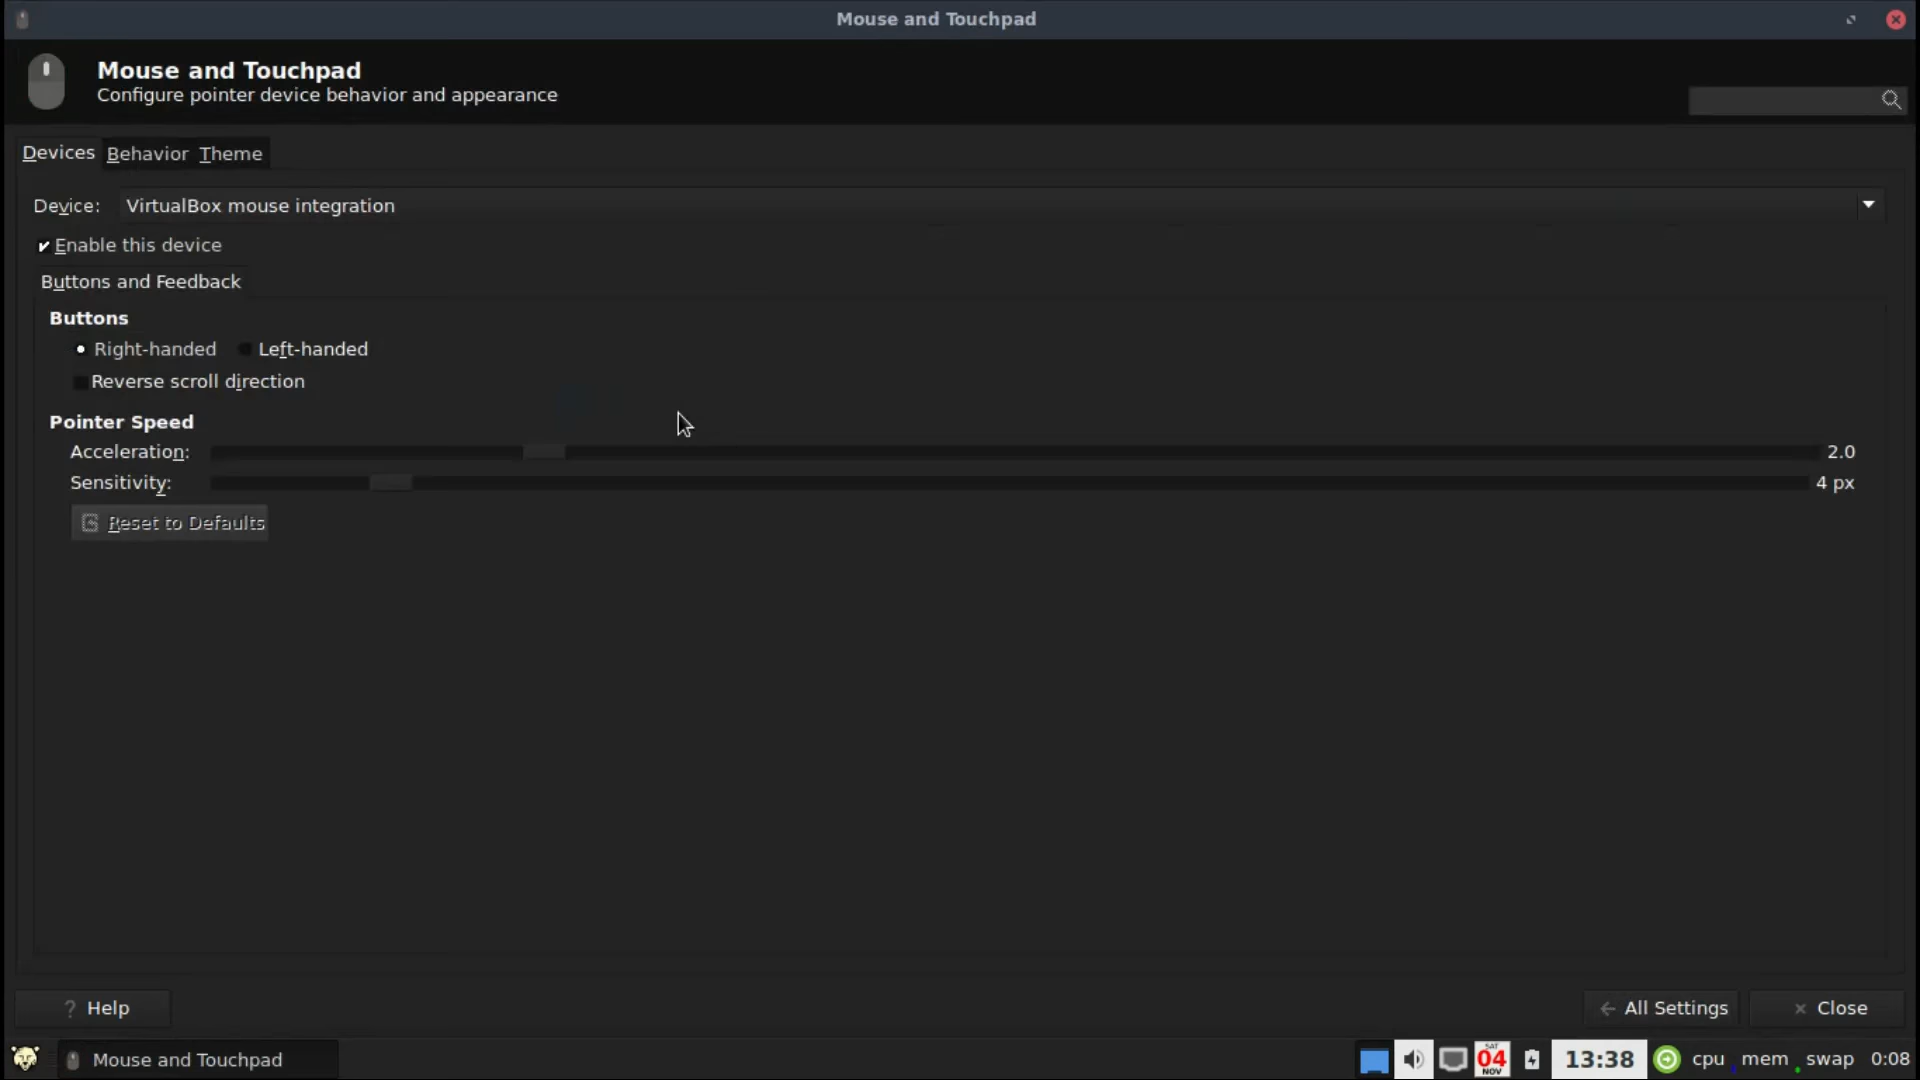 Mouse and Touchpad
Mouse and Touchpad
Configure pointer device behavior and appearance
Devices Behavior Theme
Device: VirtualBox mouse integration
Enable this device
Buttons and Feedback
Buttons
Right-handed Left-handed
Reverse scroll direction
Pointer Speed
Acceleration: 2.0
Sensitivity: 4 px
Reset to Defaults
? Help
All Settings
Close
Mouse and Touchpad
SAT
04
NOV
13:38
cpu mem swap 0:08